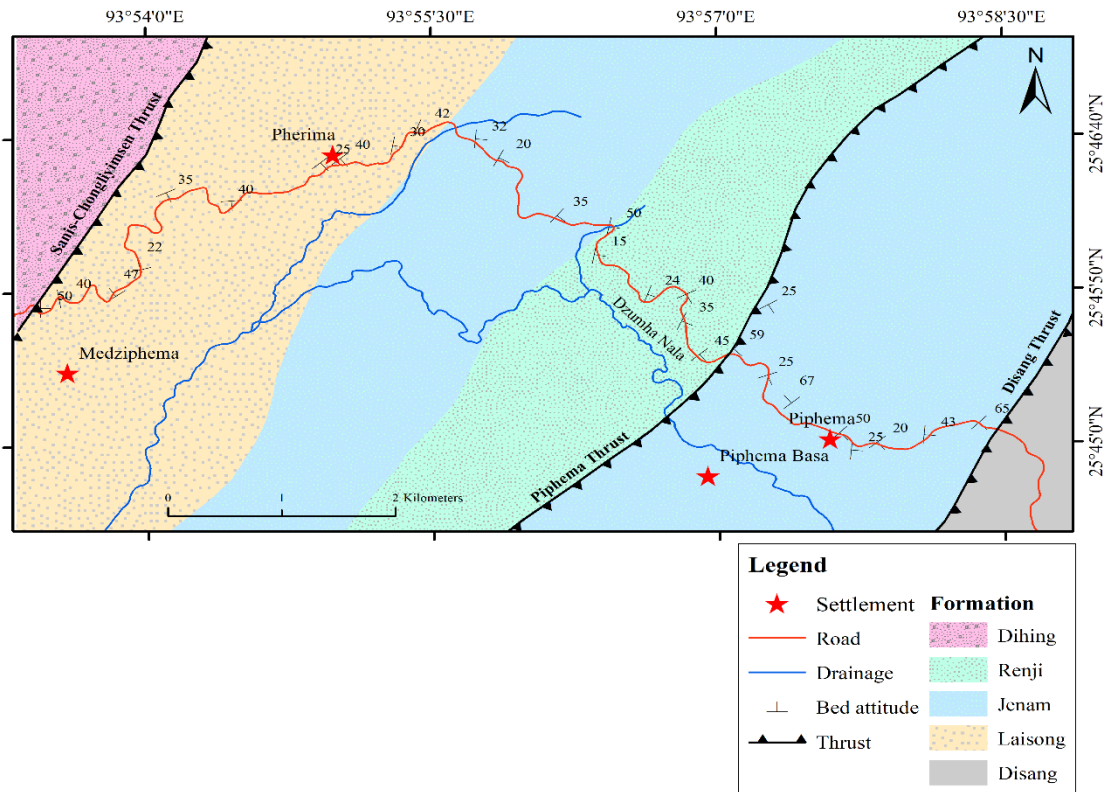 93°54'0"E 93°55'30"E 93°57'0"E 93°58'30"E
N
25°46'40"N
25°45'50"N
25°45'0"N
Sanis-Chongliyimsen Thrust
Pherima
42
30
40
25
32
20
35
40
35
50
22
15
47
40
50
24
40
35
Dzumha Nala
25
45
59
Disang Thrust
Medziphema
25
67
Piphema
50
20
43
65
25
Piphema Basa
Piphema Thrust
0 1 2 Kilometers
Legend
Settlement
Road
Drainage
Bed attitude
Thrust
Formation
Dihing
Renji
Jenam
Laisong
Disang